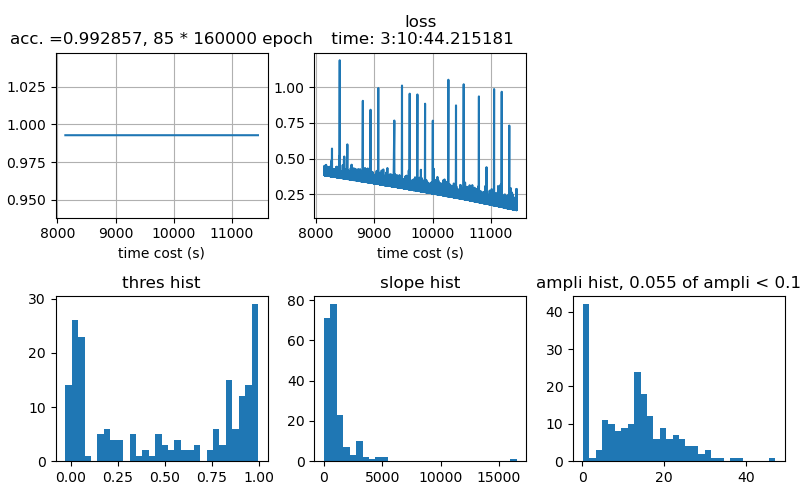 acc. =0.992857, 85 * 160000 epoch
1.025
1.000
0.975
0.950
8000 9000 10000 11000
time cost (s)
loss
time: 3:10:44.215181
1.00
0.75
0.50
0.25
8000 9000 10000 11000
time cost (s)
thres hist
30
20
10
0
0.00 0.25 0.50 0.75 1.00
slope hist
80
60
40
20
0
0 5000 10000 15000
ampli hist, 0.055 of ampli < 0.1
40
30
20
10
0
0 20 40